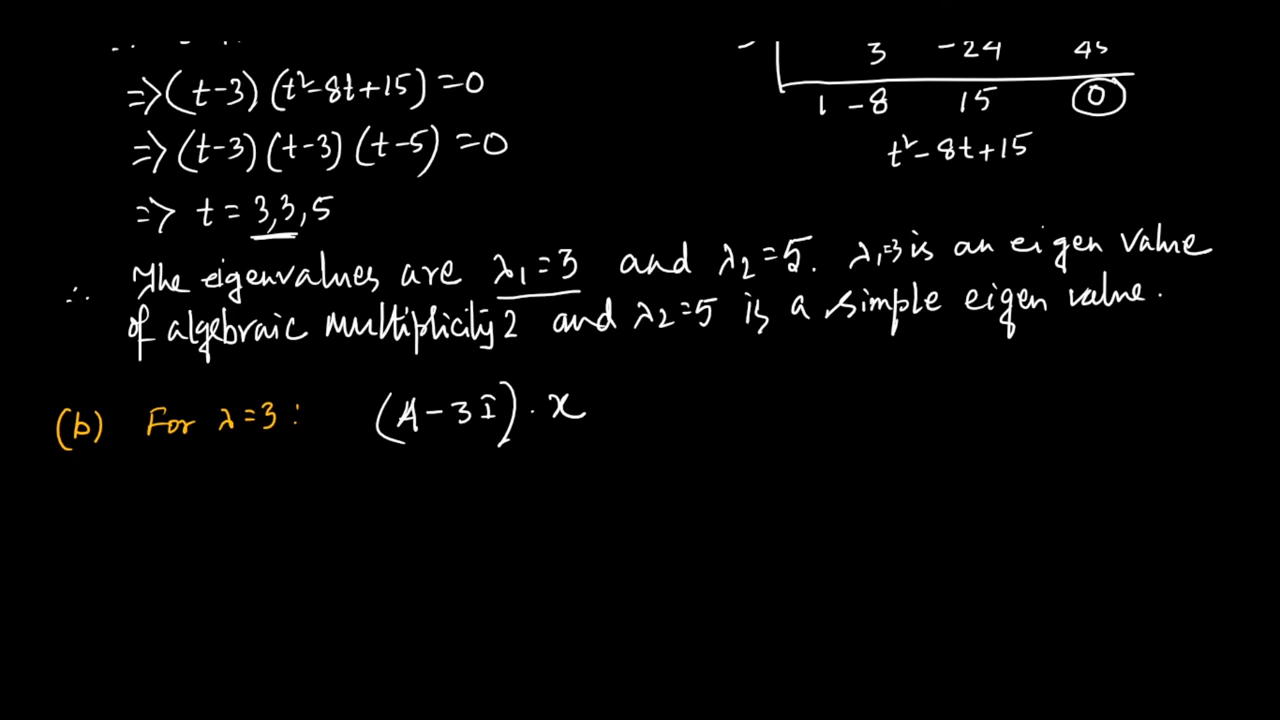 => (t-3) (t²-8t+15) = 0
=> (t-3) (t-3) (t-5) = 0
=> t = 3,3,5
3 -24 45
1 -8 15 0
t²-8t+15
∴ The eigenvalues are λ₁=3 and λ₂=5. λ₁=3 is an eigen value
of algebraic multiplicity 2 and λ₂=5 is a simple eigen value.
(b) For λ=3: (A-3I).x